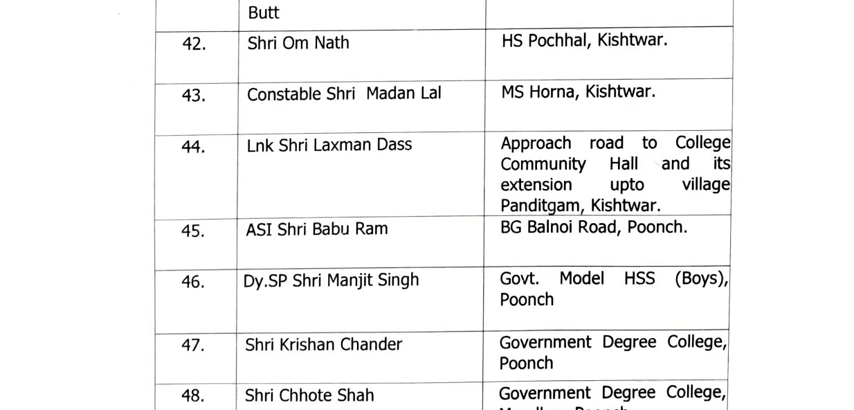 Butt
42. Shri Om Nath HS Pochhal, Kishtwar.
43. Constable Shri Madan Lal MS Horna, Kishtwar.
44. Lnk Shri Laxman Dass Approach road to College
Community Hall and its
extension upto village
Panditgam, Kishtwar.
45. ASI Shri Babu Ram BG Balnoi Road, Poonch.
46. Dy.SP Shri Manjit Singh Govt. Model HSS (Boys),
Poonch
47. Shri Krishan Chander Government Degree College,
Poonch
48. Shri Chhote Shah Government Degree College,